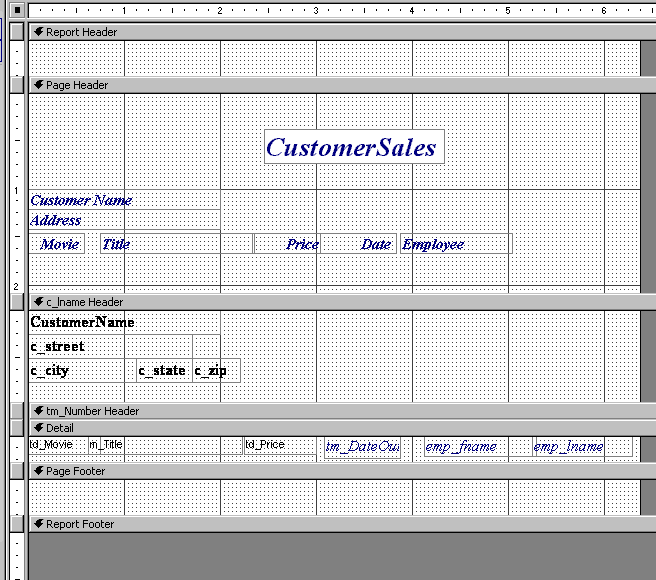 1 2 3 4 5 6
Report Header
Page Header
CustomerSales
1
Customer Name
Address
Movie Title Price Date Employee
2
c_lname Header
CustomerName
c_street
c_city c_state c_zip
tm_Number Header
Detail
td_Movie m_Title td_Price tm_DateOu emp_fname emp_lname
Page Footer
Report Footer